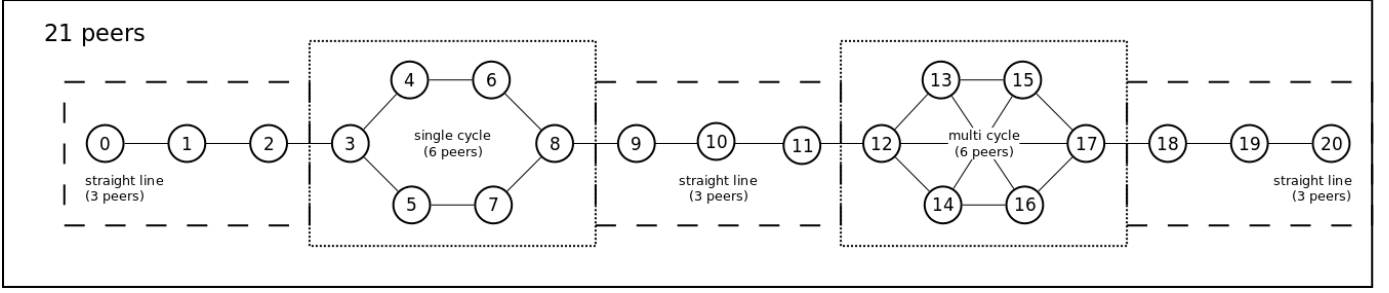 21 peers
4
6
13
15
0
1
2
3
single cycle
(6 peers)
8
9
10
11
12
multi cycle
(6 peers)
17
18
19
20
straight line
(3 peers)
straight line
(3 peers)
straight line
(3 peers)
5
7
14
16